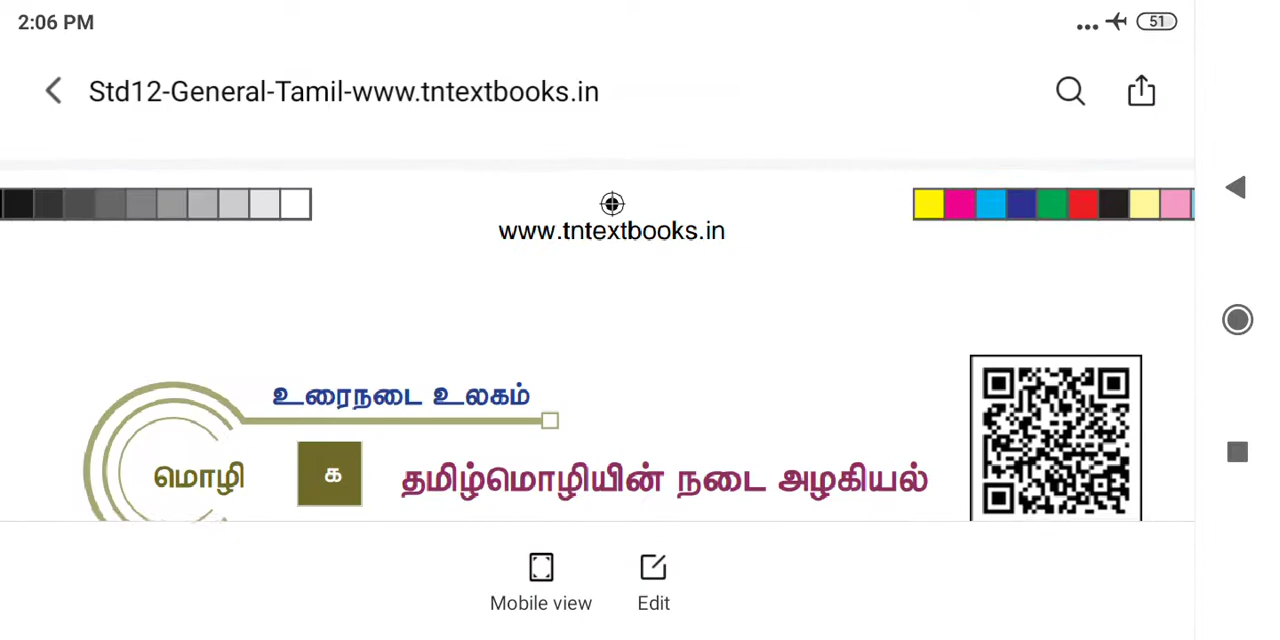 2:06 PM
51
Std12-General-Tamil-www.tntextbooks.in
www.tntextbooks.in
உரைநடை உலகம்
மொழி
௧
தமிழ்மொழியின் நடை அழகியல்
Mobile view
Edit